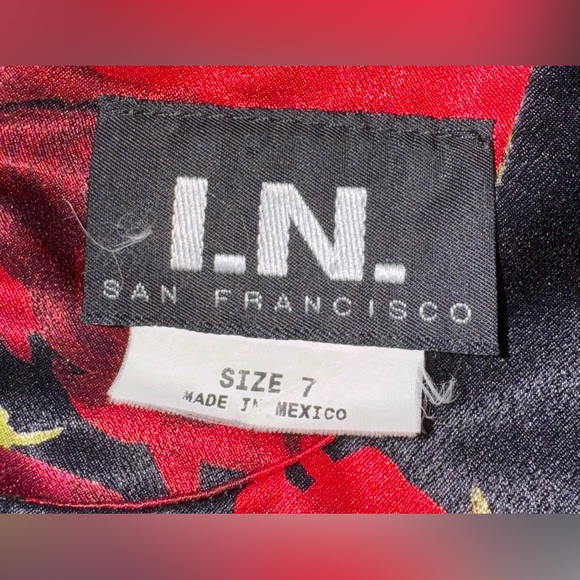 I.N.
SAN FRANCISCO
SIZE 7
MADE IN MEXICO